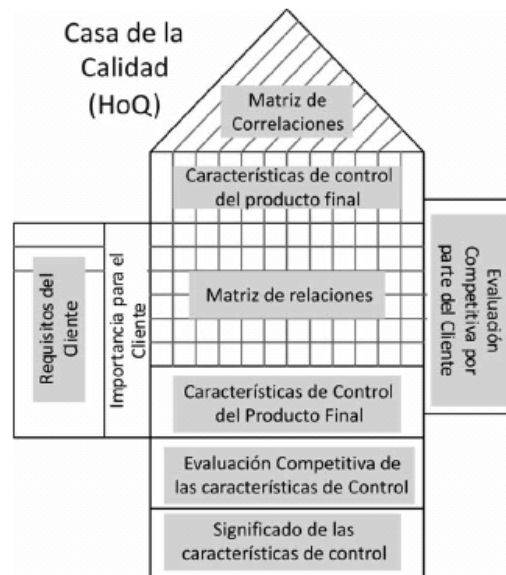 Casa de la
Calidad
(HoQ)
Matriz de
Correlaciones
Características de control
del producto final
Requisitos del
Cliente
Importancia para el
Cliente
Matriz de relaciones
Evaluación
Competitiva por
parte del Cliente
Características de Control
del Producto Final
Evaluación Competitiva de
las características de Control
Significado de las
características de control